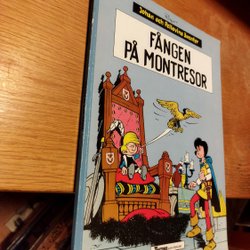 Johan och Pellevins äventyr
FÅNGEN
PÅ MONTRESOR